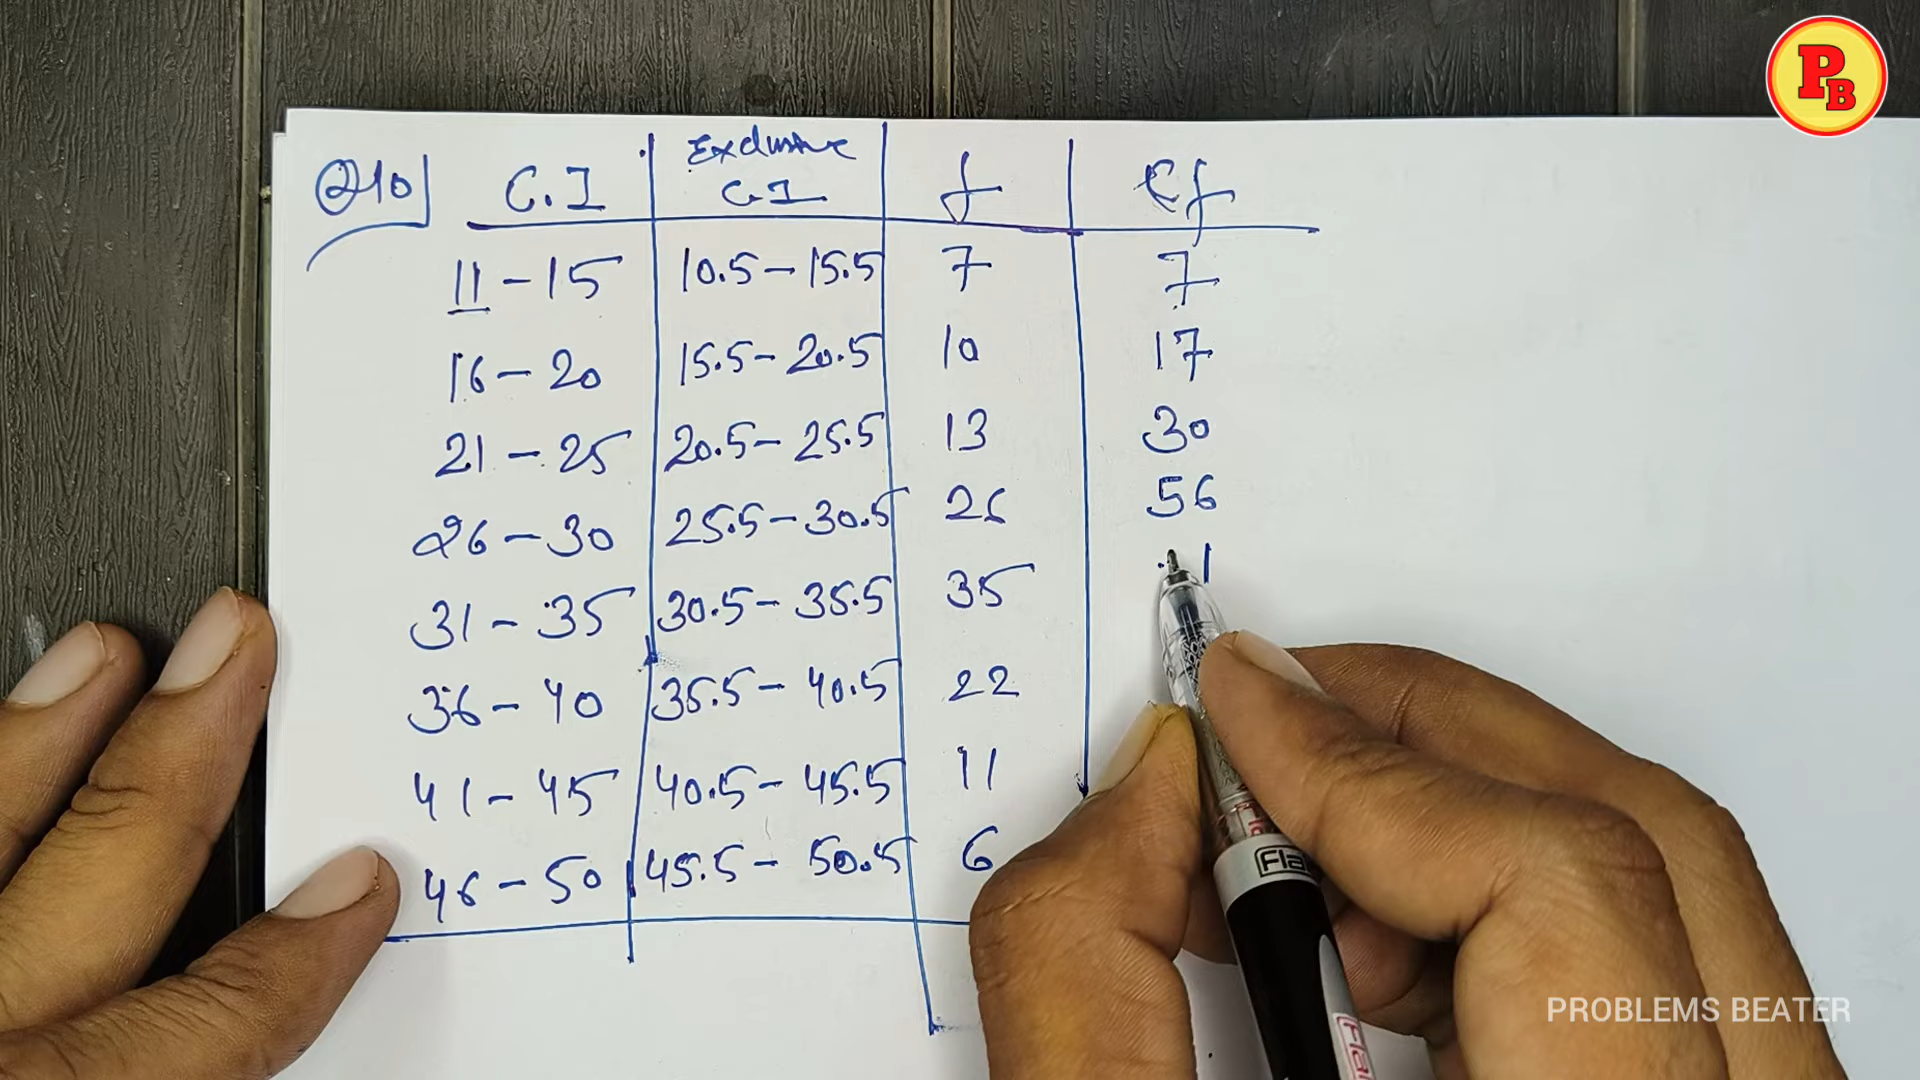 PB
Q10 C.I Exclusive C.I f Cf
11 - 15 10.5 - 15.5 7 7
16 - 20 15.5 - 20.5 10 17
21 - 25 20.5 - 25.5 13 30
26 - 30 25.5 - 30.5 26 56
31 - 35 30.5 - 35.5 35 1
36 - 40 35.5 - 40.5 22
41 - 45 40.5 - 45.5 11
46 - 50 45.5 - 50.5 6
PROBLEMS BEATER